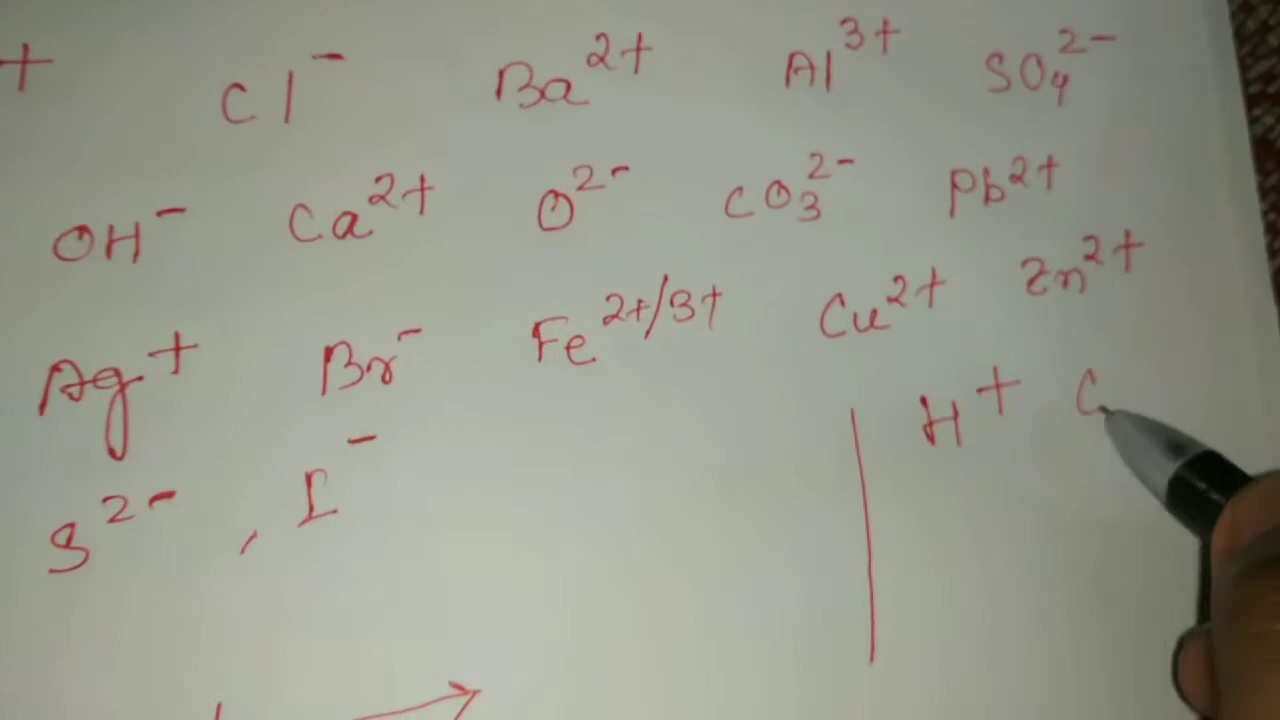 + Cl⁻ Ba²⁺ Al³⁺ SO₄²⁻
OH⁻ Ca²⁺ O²⁻ CO₃²⁻ Pb²⁺
Ag⁺ Br⁻ Fe²⁺/³⁺ Cu²⁺ Zn²⁺
S²⁻ , I⁻
H⁺ C